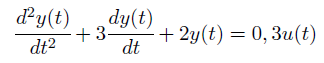 d²y(t)/dt² + 3 dy(t)/dt + 2y(t) = 0,3u(t)